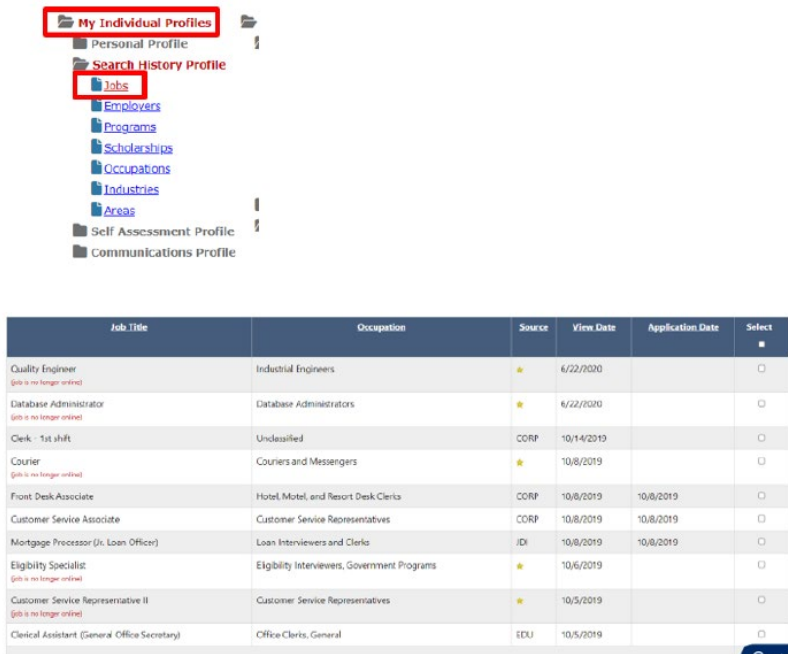 My Individual Profiles
Personal Profile
Search History Profile
Jobs
Employers
Programs
Scholarships
Occupations
Industries
Areas
Self Assessment Profile
Communications Profile
Job Title Occupation Source View Date Application Date Select
Quality Engineer Industrial Engineers 6/22/2020
(job is no longer online)
Database Administrator Database Administrators 6/22/2020
(job is no longer online)
Clerk - 1st shift Unclassified CORP 10/14/2019
Courier Couriers and Messengers 10/8/2019
(job is no longer online)
Front Desk Associate Hotel, Motel, and Resort Desk Clerks CORP 10/8/2019 10/8/2019
Customer Service Associate Customer Service Representatives CORP 10/8/2019 10/8/2019
Mortgage Processor (Jr. Loan Officer) Loan Interviewers and Clerks JDI 10/8/2019 10/8/2019
Eligibility Specialist Eligibility Interviewers, Government Programs 10/6/2019
(job is no longer online)
Customer Service Representative II Customer Service Representatives 10/5/2019
(job is no longer online)
Clerical Assistant (General Office Secretary) Office Clerks, General EDU 10/5/2019